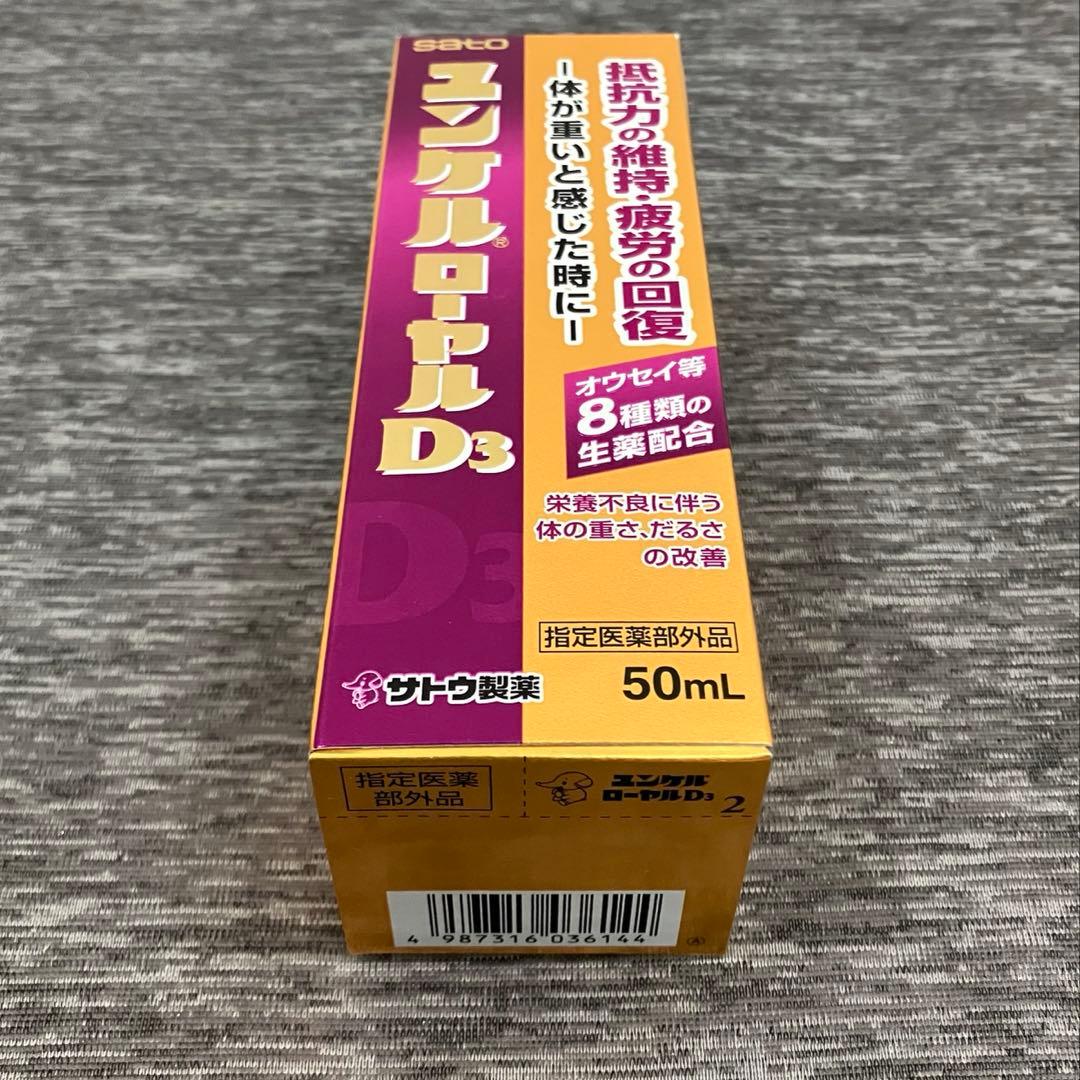 sato
ユンケル®ローヤルD3
抵抗力の維持・疲労の回復
ー体が重いと感じた時にー
オウセイ等
8種類の
生薬配合
栄養不良に伴う
体の重さ、だるさ
の改善
D3
指定医薬部外品
サトウ製薬
50mL
指定医薬
部外品
ユンケル
ローヤルD3
2
4 987316 036144
A